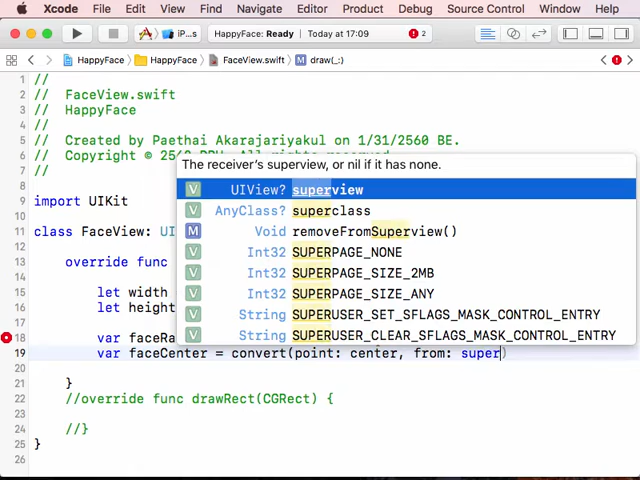 Xcode File Edit View Find Navigate Editor Product Debug Window Help
iP... HappyFace: Ready Today at 17:09 2
HappyFace HappyFace FaceView.swift M draw(_:)
1 //
2 // FaceView.swift
3 // HappyFace
4 //
5 // Created by Paethai Akarajariyakul on 1/31/2560 BE.
6 // Copyright ©
The receiver's superview, or nil if it has none.
7 //
8
V UIView? superview
9 import UIKit
10
V AnyClass? superclass
11 class FaceView: UI
M Void removeFromSuperview()
12
V Int32 SUPERPAGE_NONE
13 override func
V Int32 SUPERPAGE_SIZE_2MB
14
V Int32 SUPERPAGE_SIZE_ANY
15 let width
16 let height
V String SUPERUSER_SET_SFLAGS_MASK_CONTROL_ENTRY
17
V String SUPERUSER_CLEAR_SFLAGS_MASK_CONTROL_ENTRY
18 var faceRa
19 var faceCenter = convert(point: center, from: super)
20
21 }
22 //override func drawRect(CGRect) {
23
24 //}
25 }
26